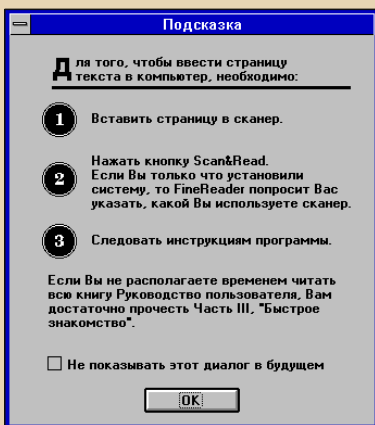 Подсказка
Для того, чтобы ввести страницу
текста в компьютер, необходимо:
1 Вставить страницу в сканер.
Нажать кнопку Scan&Read.
2 Если Вы только что установили
систему, то FineReader попросит Вас
указать, какой Вы используете сканер.
3 Следовать инструкциям программы.
Если Вы не располагаете временем читать
всю книгу Руководство пользователя, Вам
достаточно прочесть Часть III, "Быстрое
знакомство".
Не показывать этот диалог в будущем
OK